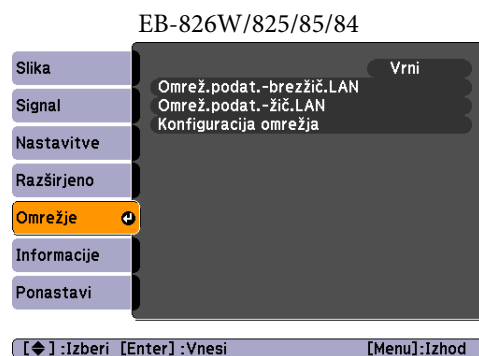 EB-826W/825/85/84
Slika
Signal
Nastavitve
Razširjeno
Omrežje
Informacije
Ponastavi
Vrni
Omrež.podat.-brezžič.LAN
Omrež.podat.-žič.LAN
Konfiguracija omrežja
[◆] :Izberi [Enter] :Vnesi [Menu]:Izhod